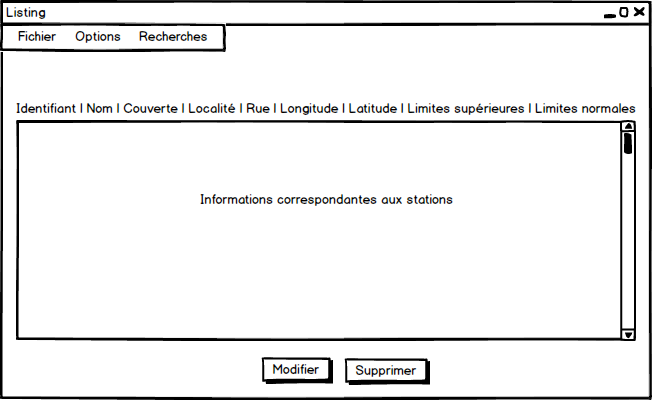 Listing
Fichier Options Recherches
Identifiant | Nom | Couverte | Localité | Rue | Longitude | Latitude | Limites supérieures | Limites normales
Informations correspondantes aux stations
Modifier Supprimer